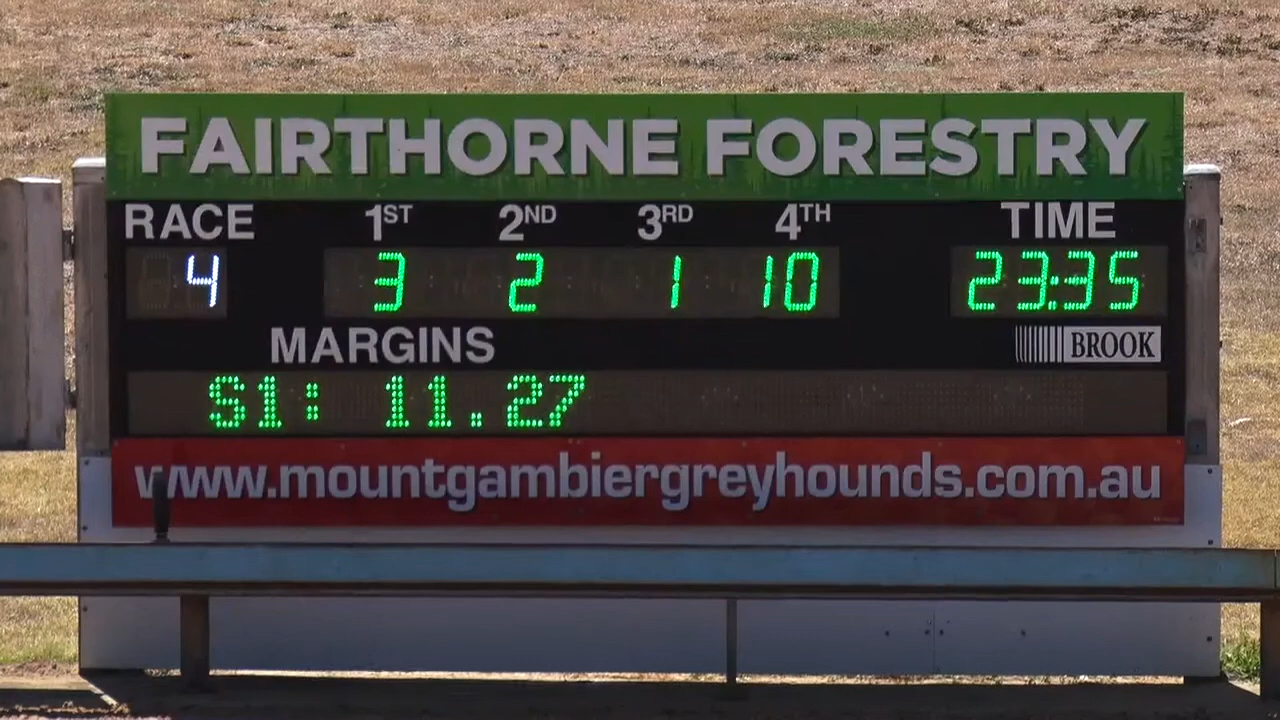 FAIRTHORNE FORESTRY
RACE 1ST 2ND 3RD 4TH TIME
4 3 2 1 10 23:35
MARGINS BROOK
S1: 11.27
www.mountgambiergreyhounds.com.au